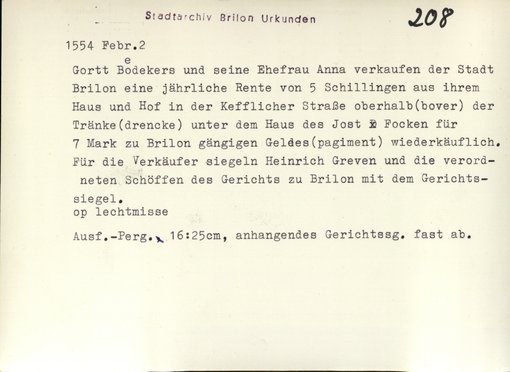 Stadtarchiv Brilon Urkunden
208
1554 Febr.2
Gortt Boͤdekers und seine Ehefrau Anna verkaufen der Stadt
Brilon eine jährliche Rente von 5 Schillingen aus ihrem
Haus und Hof in der Kefflicher Straße oberhalb(bover) der
Tränke(drencke) unter dem Haus des Jost Focken für
7 Mark zu Brilon gängigen Geldes(pagiment) wiederkäuflich.
Für die Verkäufer siegeln Heinrich Greven und die verord-
neten Schöffen des Gerichts zu Brilon mit dem Gerichts-
siegel.
op lechtmisse
Ausf.-Perg., 16:25cm, anhangendes Gerichtssg. fast ab.